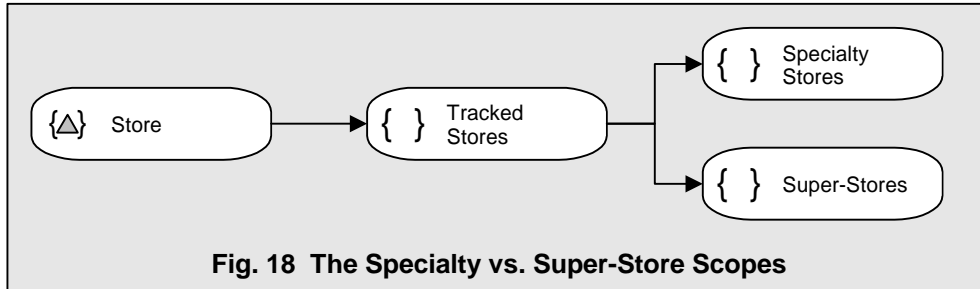 Specialty
{ } Stores
{△} Store
{ } Tracked
Stores
{ } Super-Stores
Fig. 18 The Specialty vs. Super-Store Scopes